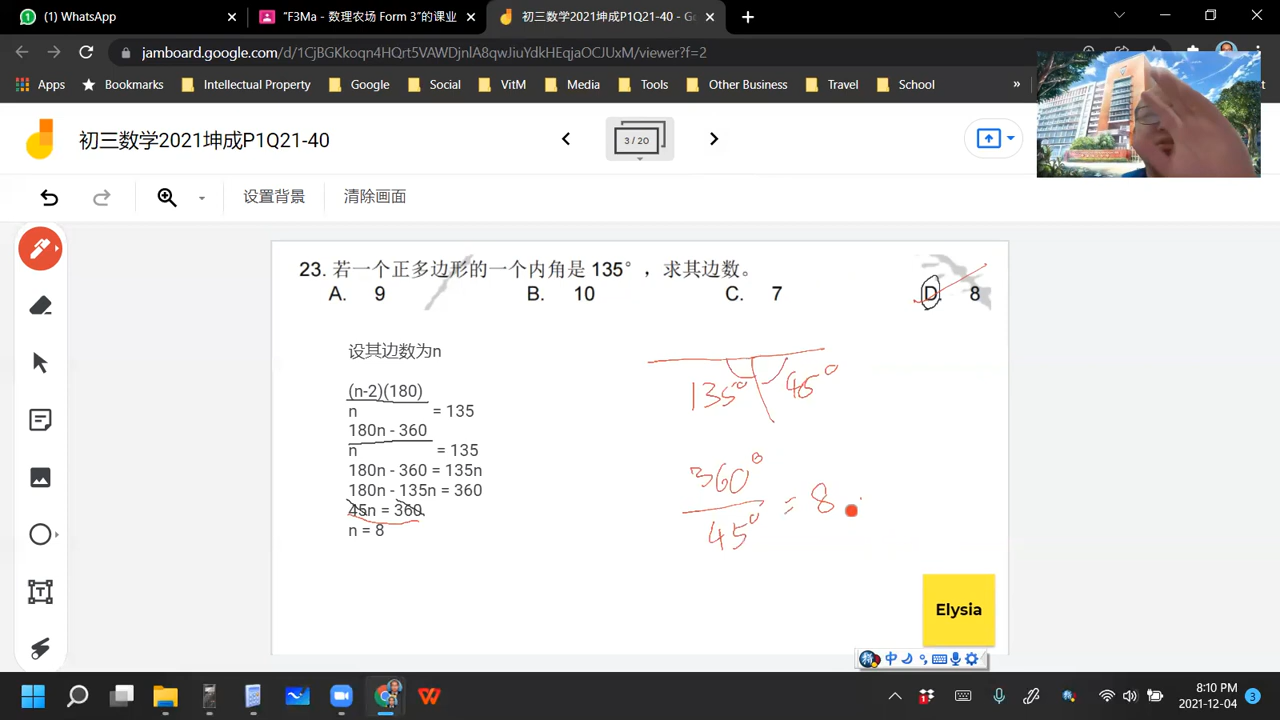 (1) WhatsApp
"F3Ma - 数理农场 Form 3"的课业
初三数学2021坤成P1Q21-40 - G
jamboard.google.com/d/1CjBGKkogn4HQrt5VAWDjnlA8qwJiuYdkHEqjaOCJUxM/viewer?f=2
Apps
Bookmarks
Intellectual Property
Google
Social
VitM
Media
Tools
Other Business
Travel
School
»
初三数学2021坤成P1Q21-40
3 / 20
设置背景
清除画面
23. 若一个正多边形的一个内角是 135°，求其边数。
A. 9 B. 10 C. 7 D. 8
设其边数为n
(n-2)(180)
n = 135
180n - 360
n = 135
180n - 360 = 135n
180n - 135n = 360
45n = 360
n = 8
135° 45°
360°
45°
= 8
Elysia
中
8:10 PM
2021-12-04
3